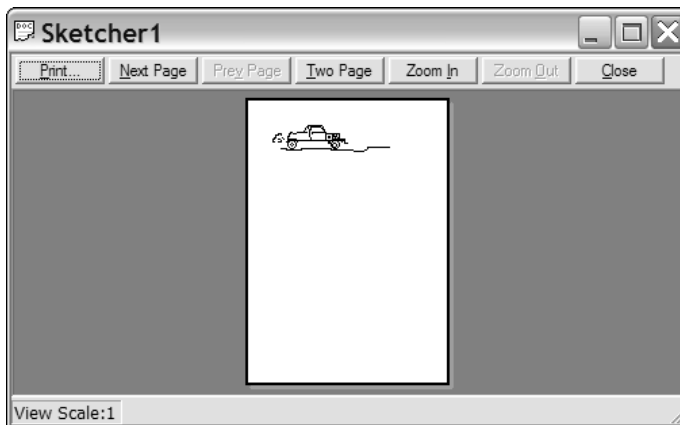 Sketcher1
Print... Next Page Prev Page Two Page Zoom In Zoom Out Close
View Scale:1